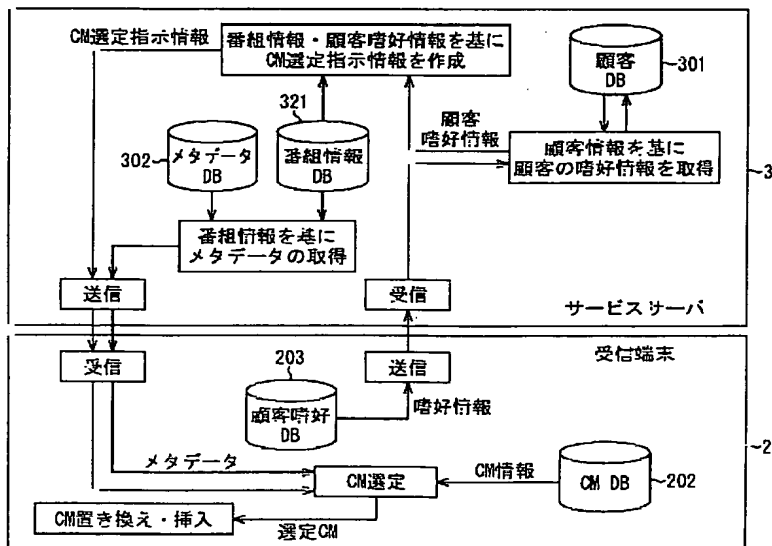 CM選定指示情報
番組情報・顧客嗜好情報を基に
CM選定指示情報を作成
顧客
DB
301
321
顧客
嗜好情報
302
メタデータ
DB
番組情報
DB
顧客情報を基に
顧客の嗜好情報を取得
3
番組情報を基に
メタデータの取得
送信
受信
サービスサーバ
受信
送信
受信端末
203
顧客嗜好
DB
嗜好情報
2
メタデータ
CM選定
CM情報
CM DB
202
CM置き換え・挿入
選定CM